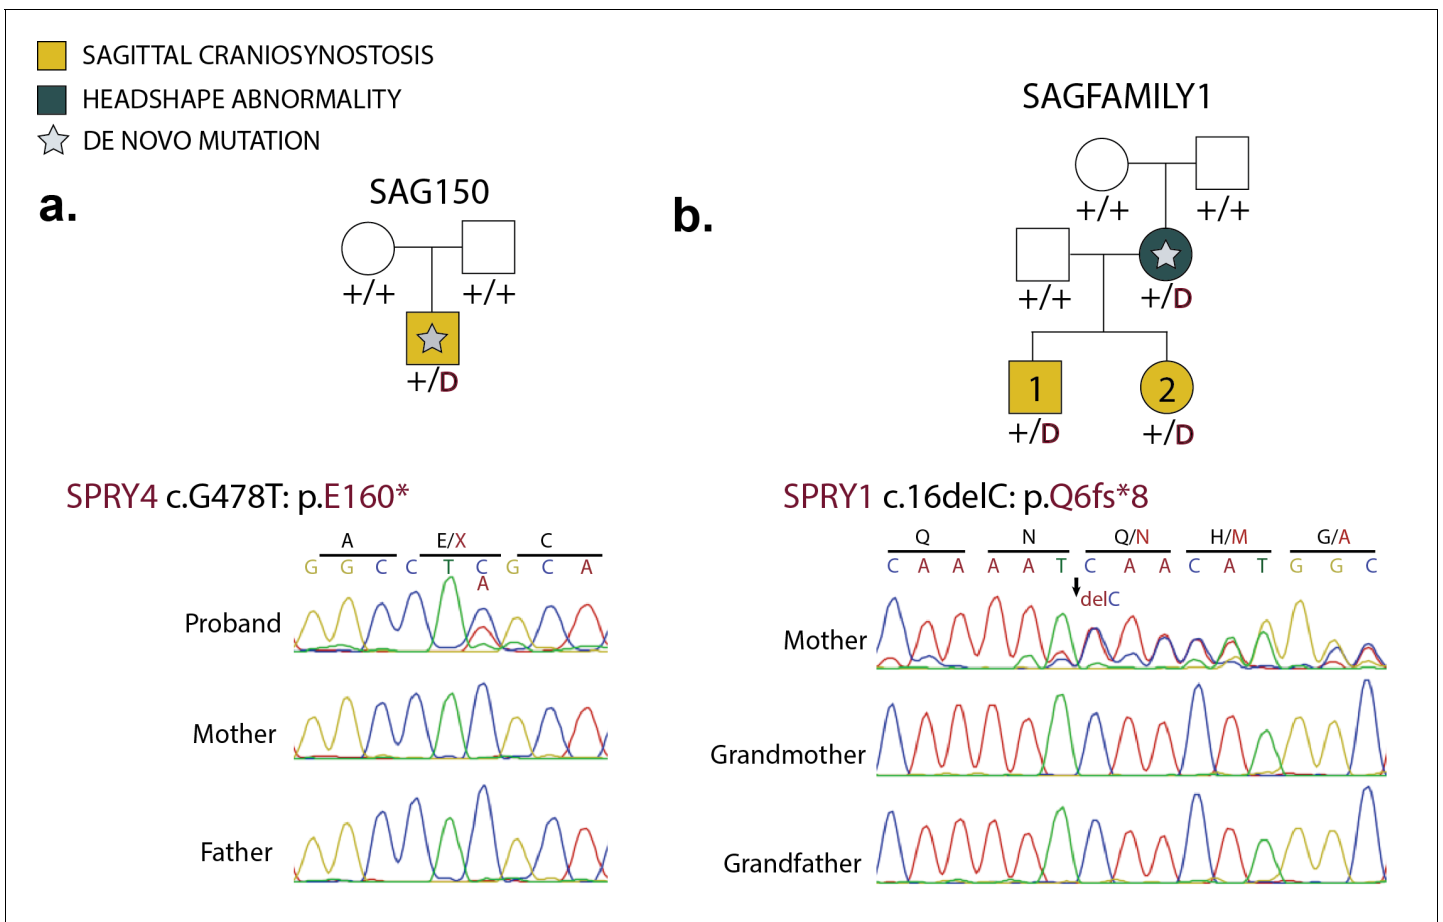 SAGITTAL CRANIOSYNOSTOSIS
HEADSHAPE ABNORMALITY
DE NOVO MUTATION
a.
SAG150
+/+ +/+
+/D
SPRY4 c.G478T: p.E160*
A E/X C
G G C C T C G C A
A
Proband
Mother
Father
b.
SAGFAMILY1
+/+ +/+
+/+ +/D
1 2
+/D +/D
SPRY1 c.16delC: p.Q6fs*8
Q N Q/N H/M G/A
C A A A A T C A A C A T G G C
delC
Mother
Grandmother
Grandfather